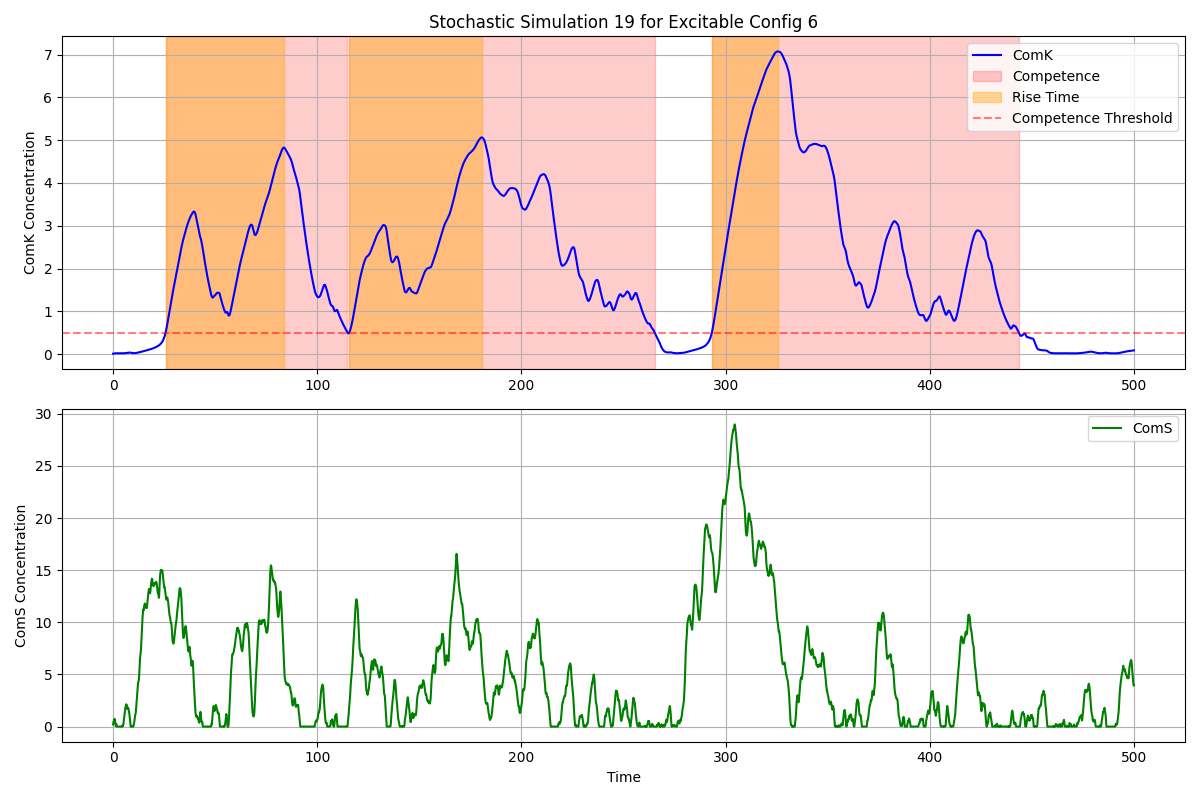 Stochastic Simulation 19 for Excitable Config 6
ComK Concentration
7
6
5
4
3
2
1
0
ComK
Competence
Rise Time
Competence Threshold
0 100 200 300 400 500
ComS Concentration
30
25
20
15
10
5
0
ComS
0 100 200 300 400 500
Time